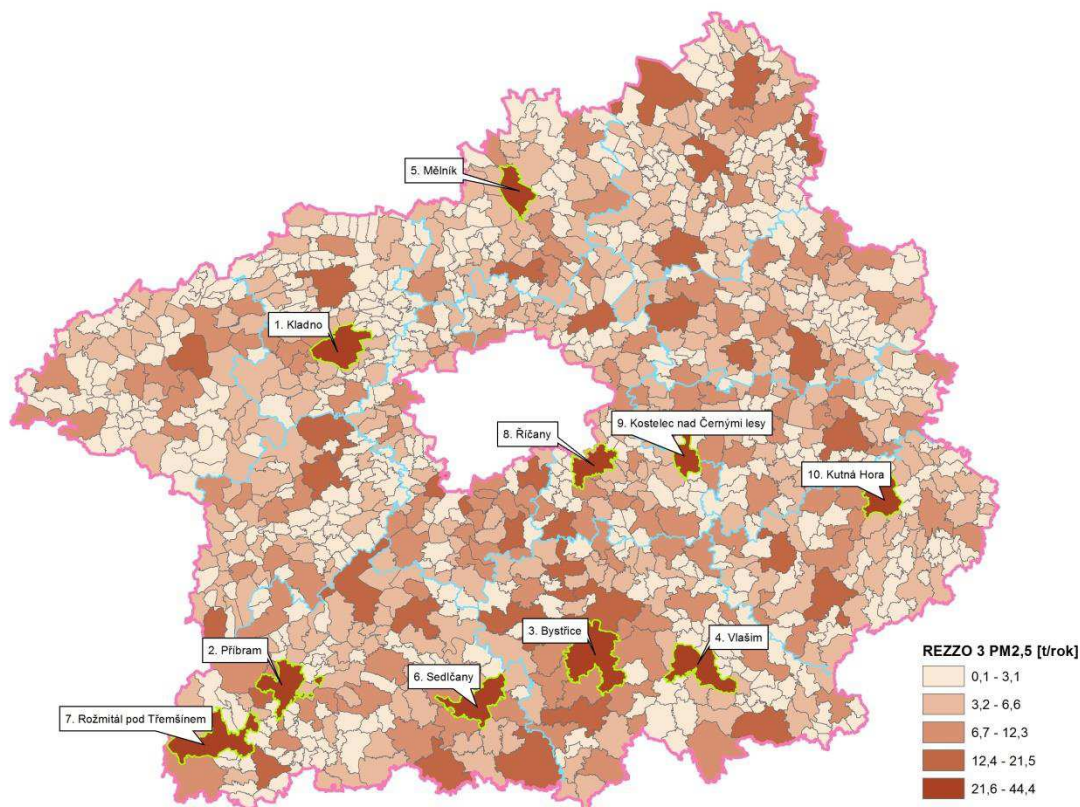 5. Mělník
1. Kladno
9. Kostelec nad Černými lesy
8. Říčany
10. Kutná Hora
3. Bystřice
4. Vlašim
2. Příbram
6. Sedlčany
7. Rožmitál pod Třemšínem
REZZO 3 PM2,5 [t/rok]
0,1 - 3,1
3,2 - 6,6
6,7 - 12,3
12,4 - 21,5
21,6 - 44,4